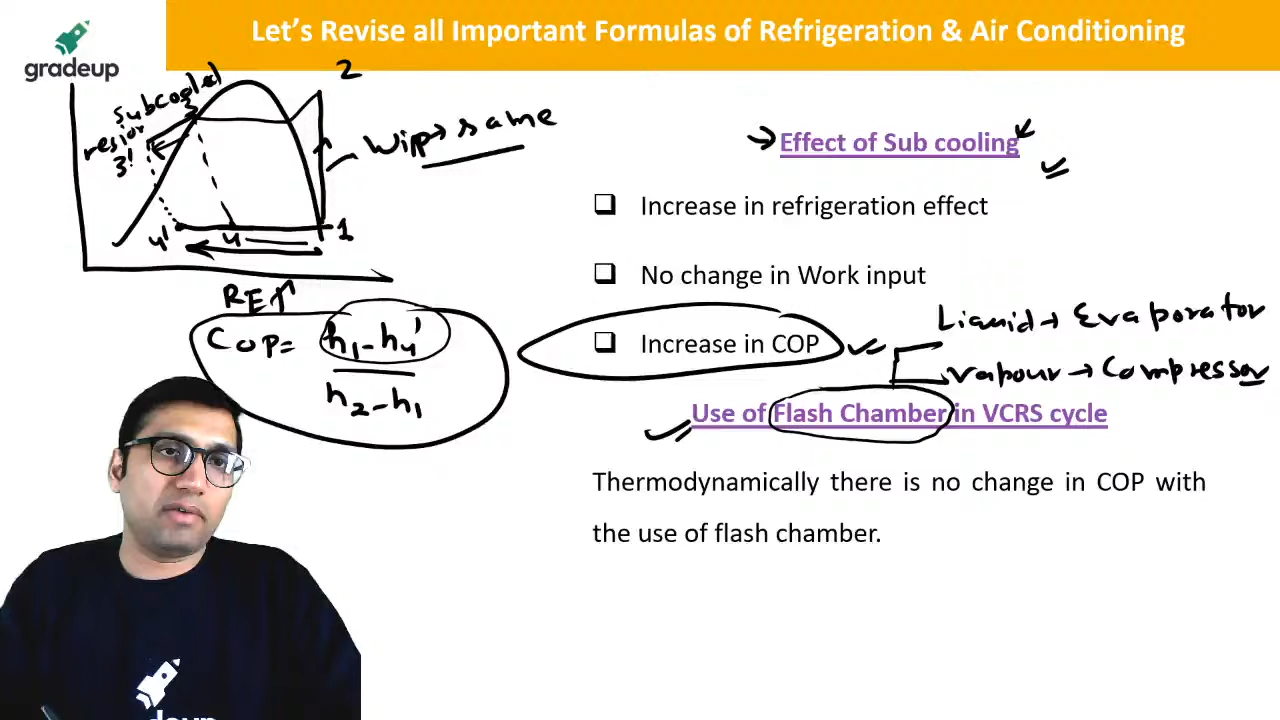 Let's Revise all Important Formulas of Refrigeration & Air Conditioning
gradeup
subcooled
region
3
3'
2
Wip→ same
4'
4
1
RE↑
COP = h1-h4'
h2-h1
→ Effect of Sub cooling
Increase in refrigeration effect
No change in Work input
Increase in COP
Liquid → Evaporator
Vapour → Compressor
Use of Flash Chamber in VCRS cycle
Thermodynamically there is no change in COP with
the use of flash chamber.